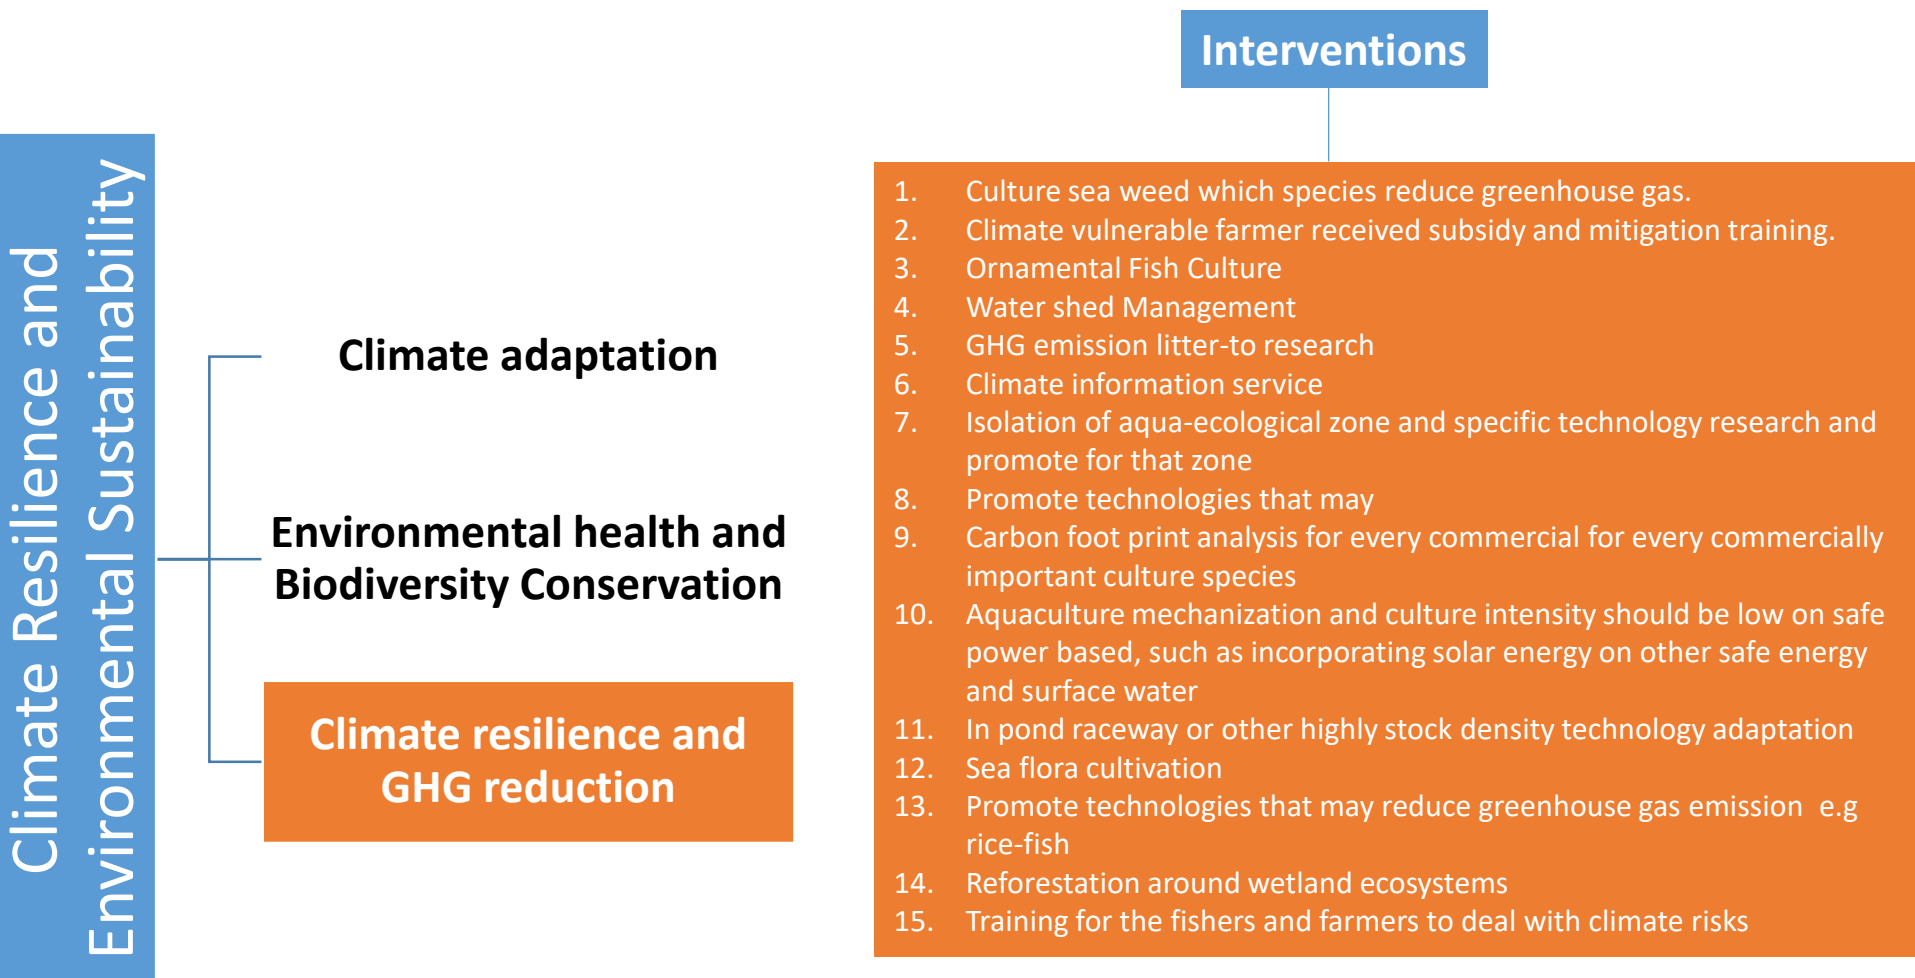 Interventions
Climate Resilience and
Environmental Sustainability
Climate adaptation
Environmental health and
Biodiversity Conservation
Climate resilience and
GHG reduction
1. Culture sea weed which species reduce greenhouse gas.
2. Climate vulnerable farmer received subsidy and mitigation training.
3. Ornamental Fish Culture
4. Water shed Management
5. GHG emission litter-to research
6. Climate information service
7. Isolation of aqua-ecological zone and specific technology research and
promote for that zone
8. Promote technologies that may
9. Carbon foot print analysis for every commercial for every commercially
important culture species
10. Aquaculture mechanization and culture intensity should be low on safe
power based, such as incorporating solar energy on other safe energy
and surface water
11. In pond raceway or other highly stock density technology adaptation
12. Sea flora cultivation
13. Promote technologies that may reduce greenhouse gas emission e.g
rice-fish
14. Reforestation around wetland ecosystems
15. Training for the fishers and farmers to deal with climate risks